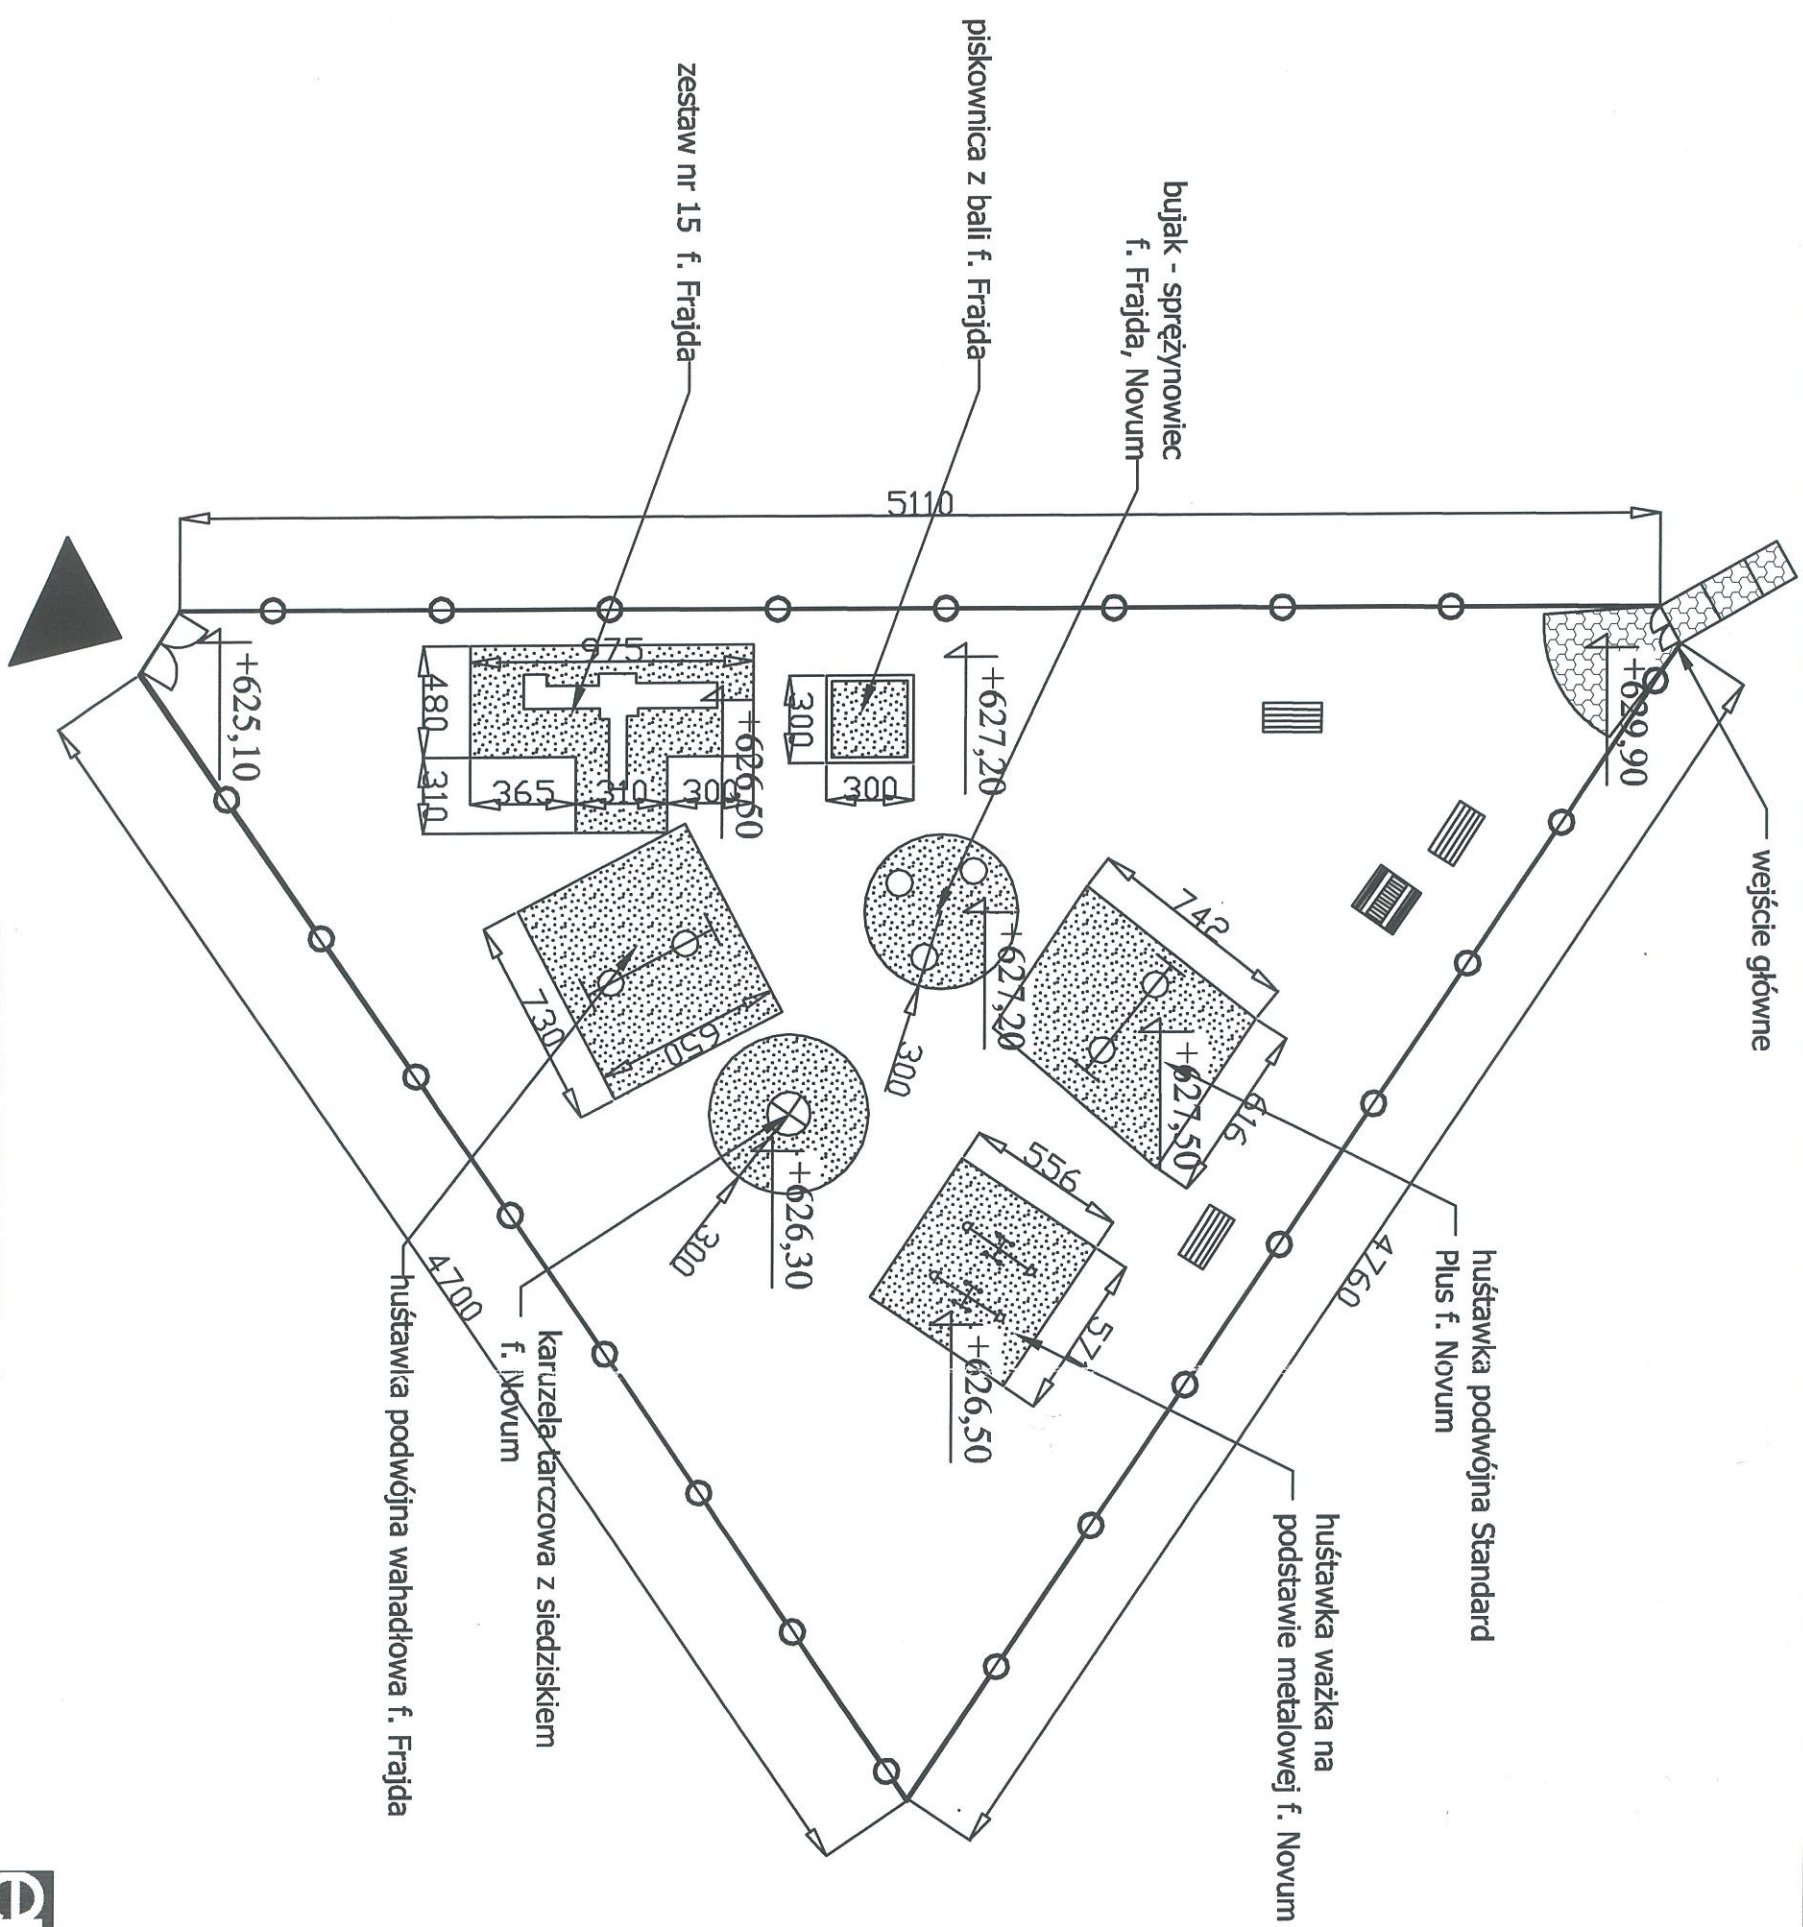 wejście główne
+629,90
huśtawka podwójna Standard
Plus f. Novum
4760
huśtawka ważka na
podstawie metalowej f. Novum
742
616
+627,50
bujak - sprężynowiec
f. Frajda, Novum
+627,20
+627,20
300
556
+626,50
piskownica z bali f. Frajda
5110
300
300
+626,30
300
zestaw nr 15 f. Frajda
975
+626,50
480
310
365
310
300
650
730
karuzela tarczowa z siedziskiem
f. Novum
4700
huśtawka podwójna wahadłowa f. Frajda
+625,10